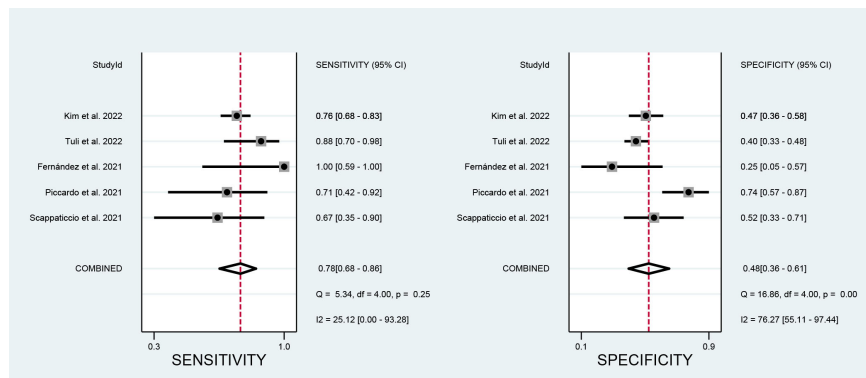 StudyId SENSITIVITY (95% CI)
Kim et al. 2022 0.76 [0.68 - 0.83]
Tuli et al. 2022 0.88 [0.70 - 0.98]
Fernández et al. 2021 1.00 [0.59 - 1.00]
Piccardo et al. 2021 0.71 [0.42 - 0.92]
Scappaticcio et al. 2021 0.67 [0.35 - 0.90]
COMBINED 0.78[0.68 - 0.86]
Q = 5.34, df = 4.00, p = 0.25
I2 = 25.12 [0.00 - 93.28]
0.3 1.0
SENSITIVITY
StudyId SPECIFICITY (95% CI)
Kim et al. 2022 0.47 [0.36 - 0.58]
Tuli et al. 2022 0.40 [0.33 - 0.48]
Fernández et al. 2021 0.25 [0.05 - 0.57]
Piccardo et al. 2021 0.74 [0.57 - 0.87]
Scappaticcio et al. 2021 0.52 [0.33 - 0.71]
COMBINED 0.48[0.36 - 0.61]
Q = 16.86, df = 4.00, p = 0.00
I2 = 76.27 [55.11 - 97.44]
0.1 0.9
SPECIFICITY